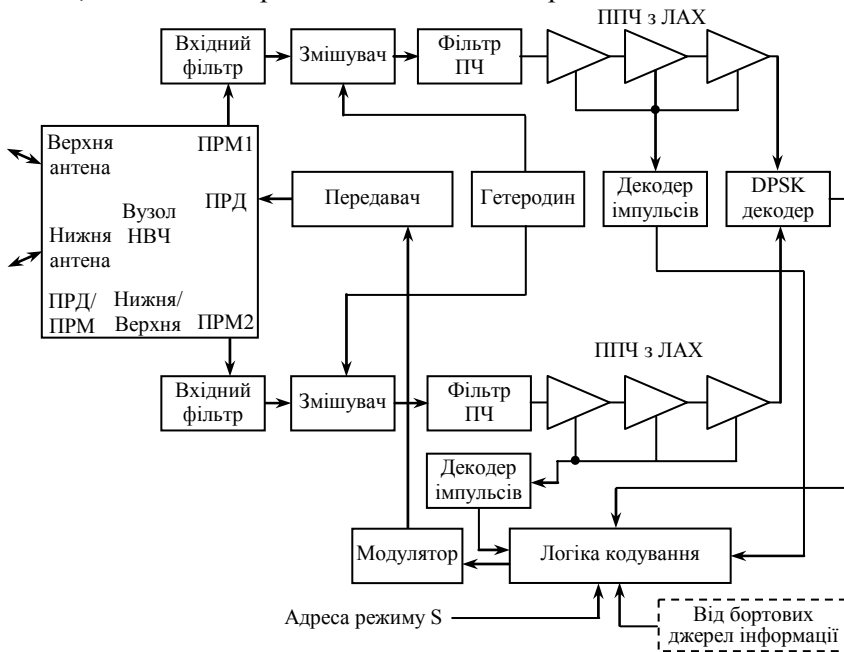 ППЧ з ЛАХ
Вхідний
фільтр
Змішувач
Фільтр
ПЧ
Верхня
антена
ПРМ1
ПРД
Вузол
НВЧ
Нижня
антена
ПРД/
ПРМ
Нижня/
Верхня
ПРМ2
Передавач
Гетеродин
Декодер
імпульсів
DPSK
декодер
ППЧ з ЛАХ
Вхідний
фільтр
Змішувач
Фільтр
ПЧ
Декодер
імпульсів
Модулятор
Логіка кодування
Адреса режиму S
Від бортових
джерел інформації